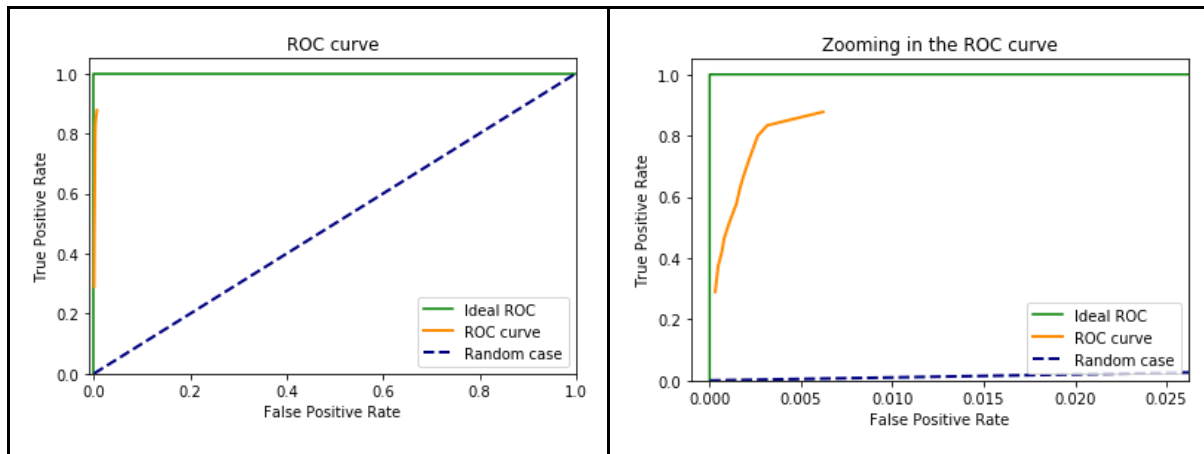 ROC curve
True Positive Rate
1.0
0.8
0.6
0.4
0.2
0.0
0.0
0.2
0.4
0.6
0.8
1.0
False Positive Rate
Ideal ROC
ROC curve
Random case
Zooming in the ROC curve
True Positive Rate
1.0
0.8
0.6
0.4
0.2
0.0
0.000
0.005
0.010
0.015
0.020
0.025
False Positive Rate
Ideal ROC
ROC curve
Random case